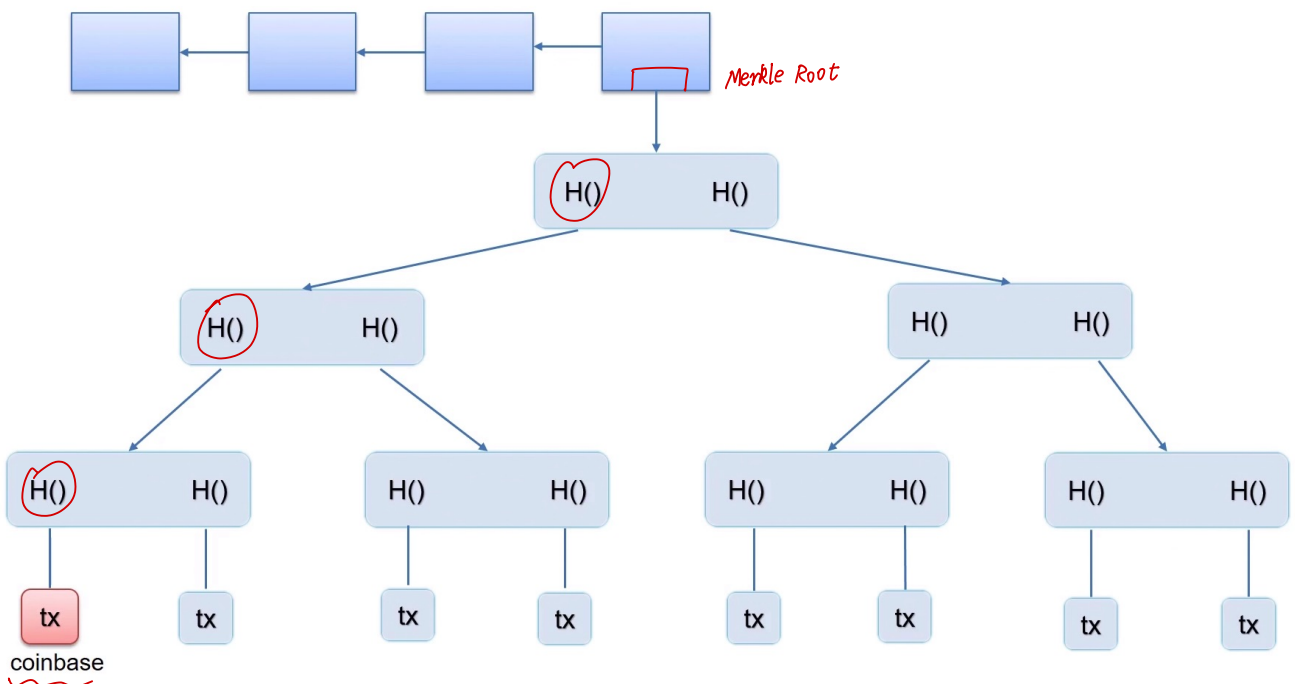 Merkle Root
H() H()
H() H() H() H()
H() H() H() H() H() H() H() H()
tx tx tx tx tx tx tx tx
coinbase